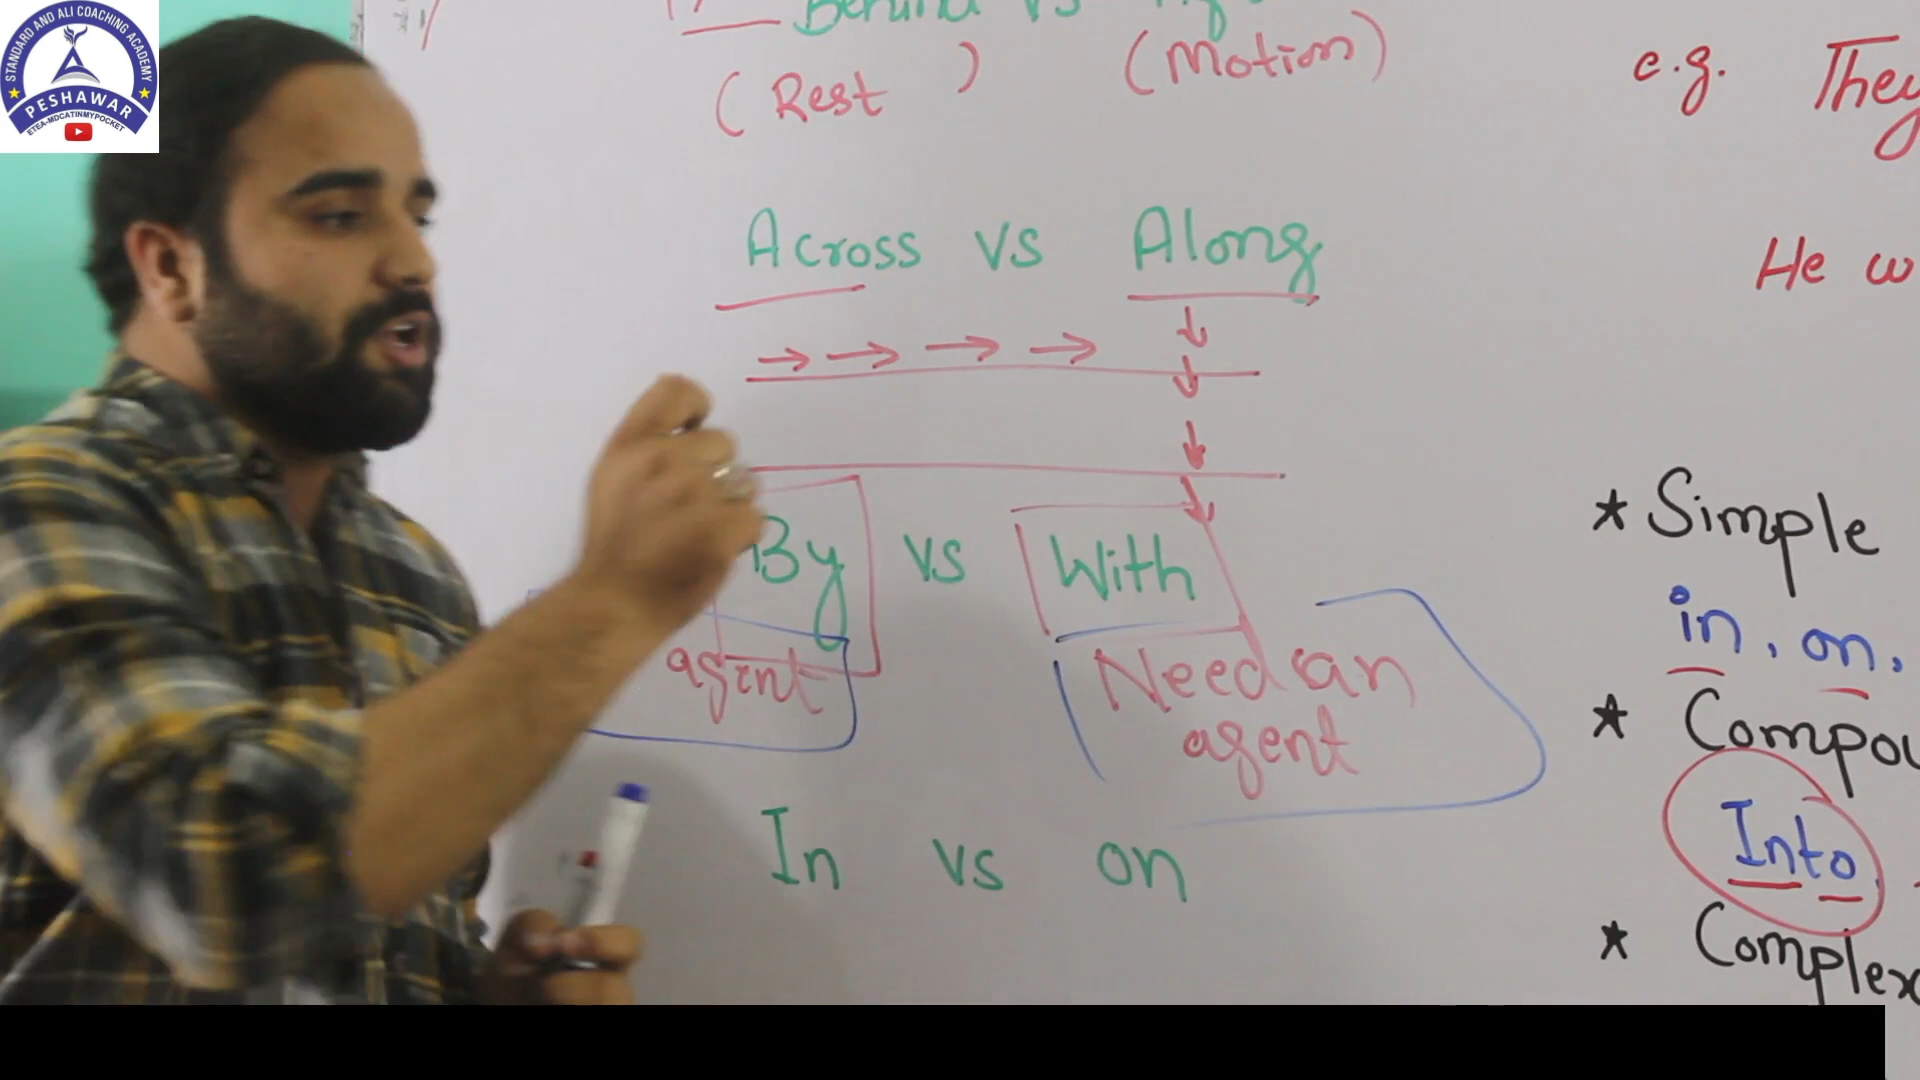 STANDARD AND ALI COACHING ACADEMY
PESHAWAR
ETEA-MDCATINMYPOCKET
Behind vs
(Rest) (Motion)
Across vs Along
By vs With
agent
Need an
agent
In vs on
e.g. They
He w
* Simple
in, on,
* Compou
Into
* Complex